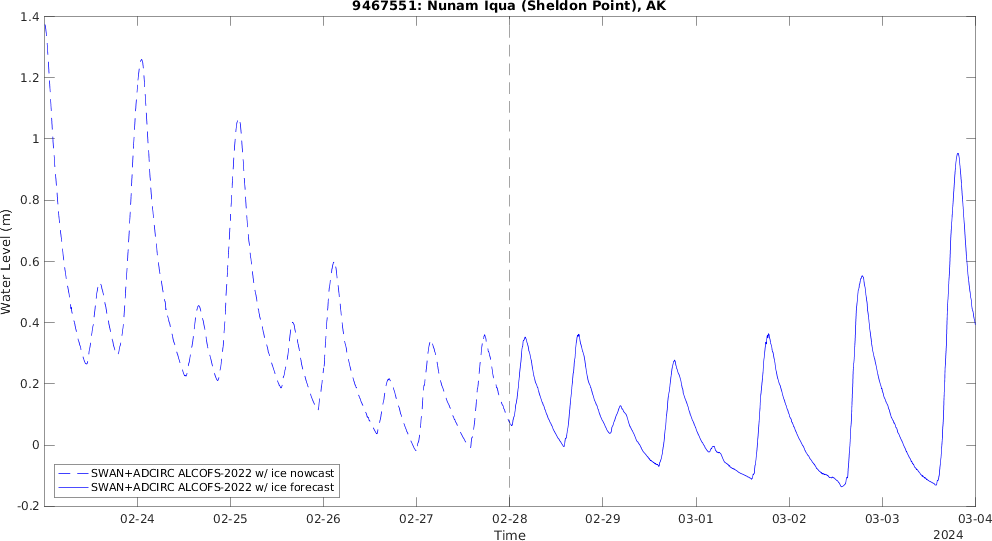 9467551: Nunam Iqua (Sheldon Point), AK
1.4
1.2
1
0.8
0.6
0.4
0.2
0
-0.2
Water Level (m)
SWAN+ADCIRC ALCOFS-2022 w/ ice nowcast
SWAN+ADCIRC ALCOFS-2022 w/ ice forecast
02-24 02-25 02-26 02-27 02-28 02-29 03-01 03-02 03-03 03-04
Time
2024